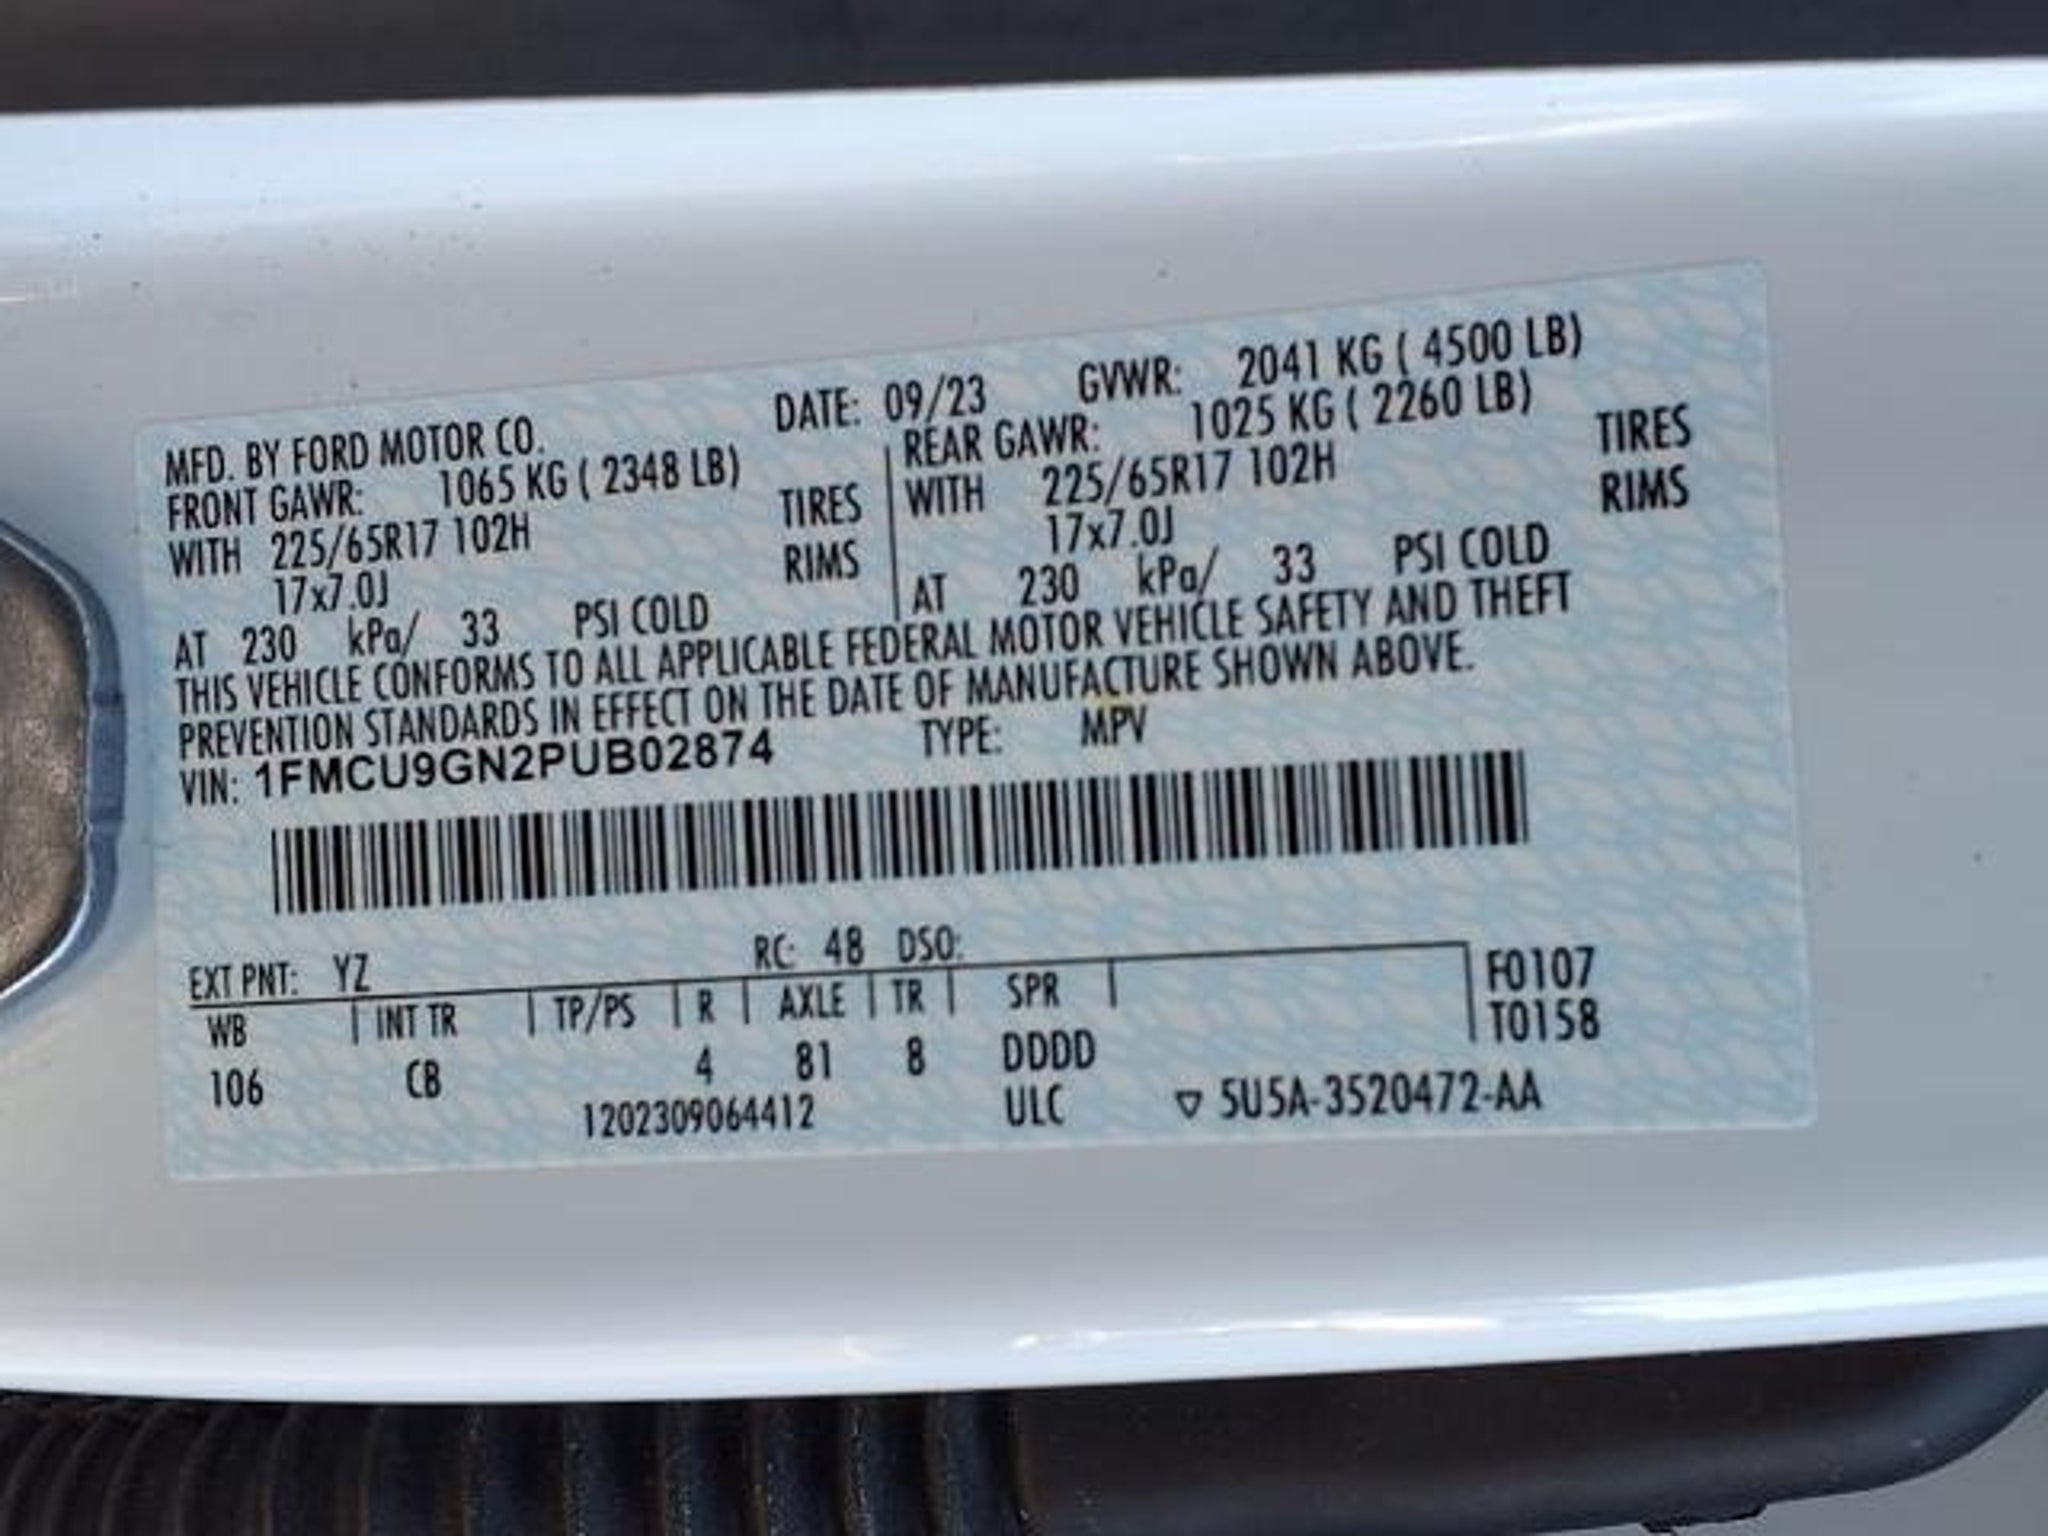 MFD. BY FORD MOTOR CO. DATE: 09/23 GVWR: 2041 KG ( 4500 LB)
FRONT GAWR: 1065 KG ( 2348 LB) REAR GAWR: 1025 KG ( 2260 LB)
WITH 225/65R17 102H TIRES WITH 225/65R17 102H TIRES
17x7.0J RIMS 17x7.0J RIMS
AT 230 kPa/ 33 PSI COLD AT 230 kPa/ 33 PSI COLD
THIS VEHICLE CONFORMS TO ALL APPLICABLE FEDERAL MOTOR VEHICLE SAFETY AND THEFT
PREVENTION STANDARDS IN EFFECT ON THE DATE OF MANUFACTURE SHOWN ABOVE.
VIN: 1FMCU9GN2PUB02874 TYPE: MPV
EXT PNT: YZ RC: 48 DSO:
WB INT TR TP/PS R AXLE TR SPR F0107
T0158
106 CB 4 81 8 DDDD
1202309064412 ULC ▽ 5U5A-3520472-AA